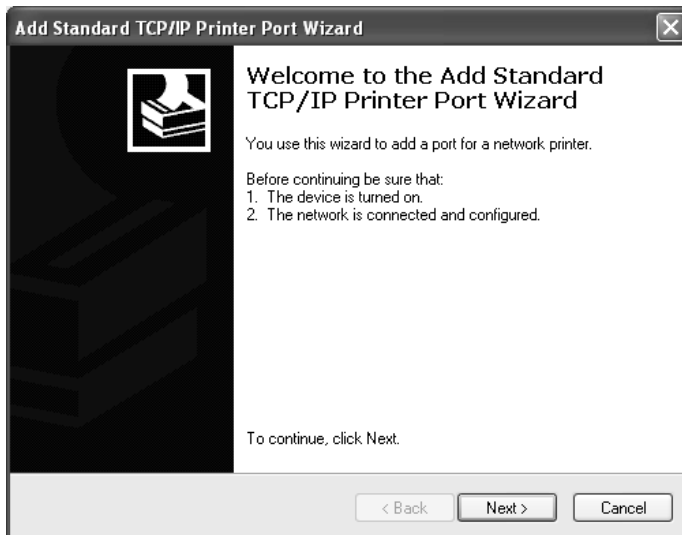 Add Standard TCP/IP Printer Port Wizard
Welcome to the Add Standard
TCP/IP Printer Port Wizard
You use this wizard to add a port for a network printer.
Before continuing be sure that:
1. The device is turned on.
2. The network is connected and configured.
To continue, click Next.
< Back
Next >
Cancel